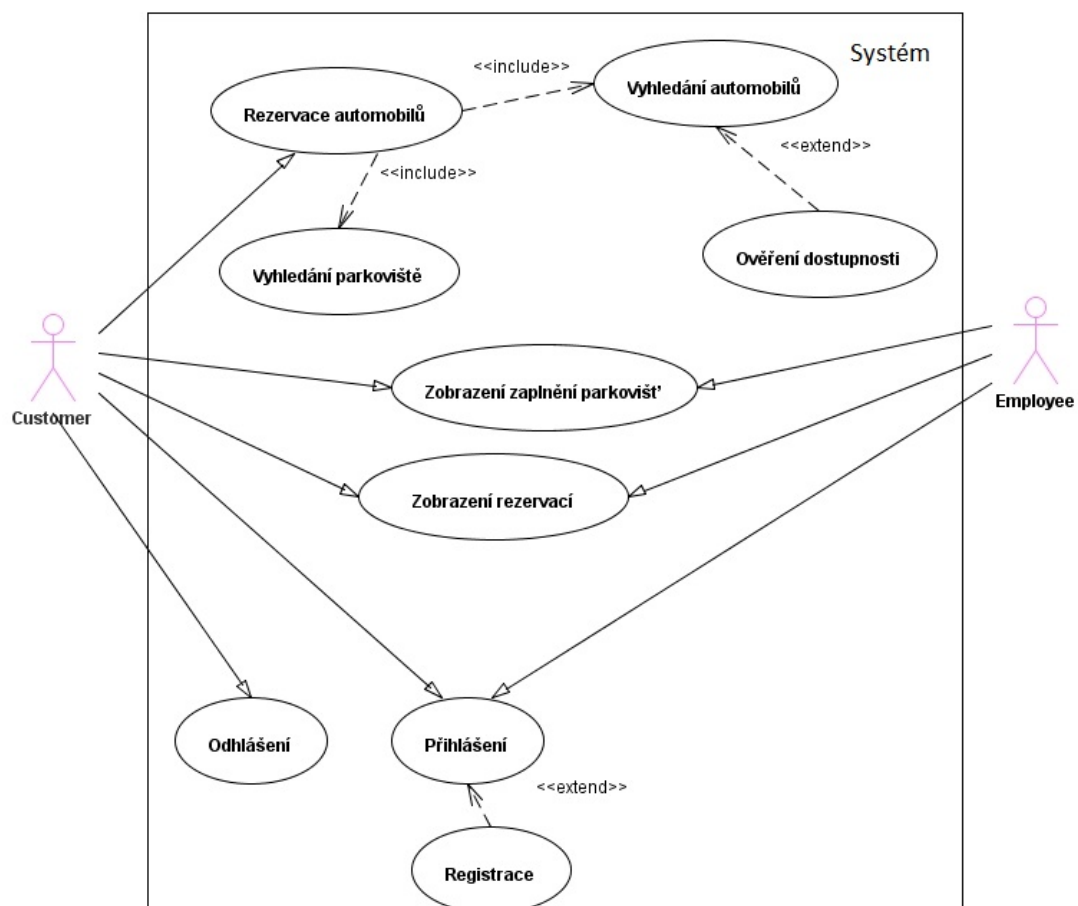 Systém
<<include>>
Vyhledání automobilů
Rezervace automobilů
<<extend>>
<<include>>
Vyhledání parkoviště
Ověření dostupnosti
Zobrazení zaplnění parkovišť
Customer
Employee
Zobrazení rezervací
Odhlášení
Přihlášení
<<extend>>
Registrace